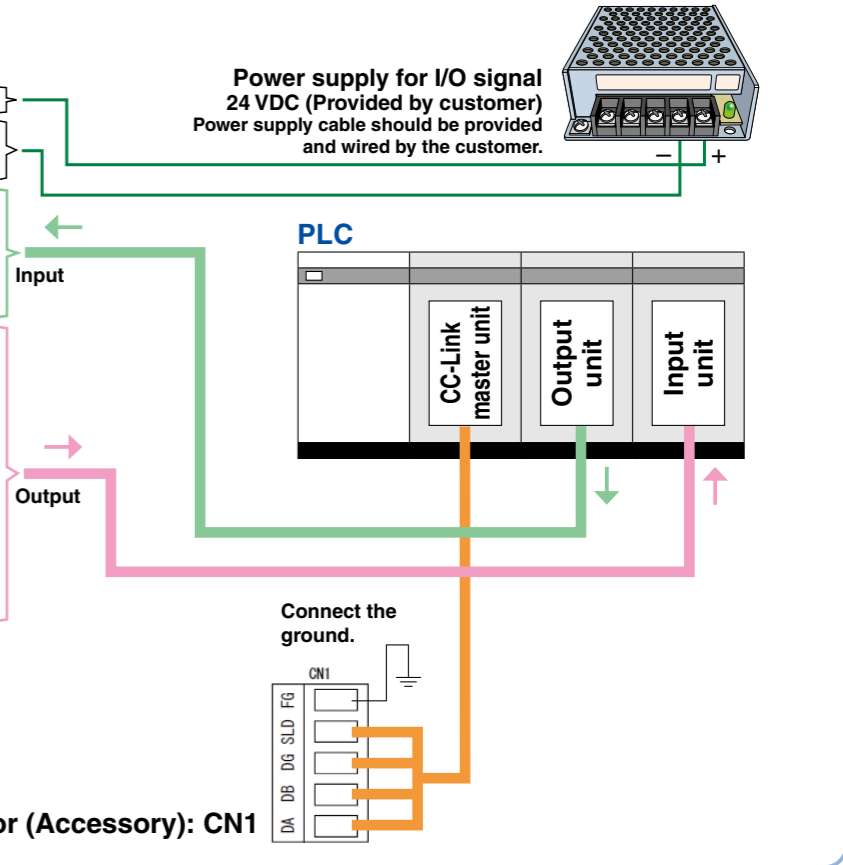 Power supply for I/O signal
24 VDC (Provided by customer)
Power supply cable should be provided
and wired by the customer.
− +
Input
PLC
CC-Link
master unit
Output
unit
Input
unit
Output
Connect the
ground.
CN1
FG
SLD
DG
DB
DA
or (Accessory): CN1